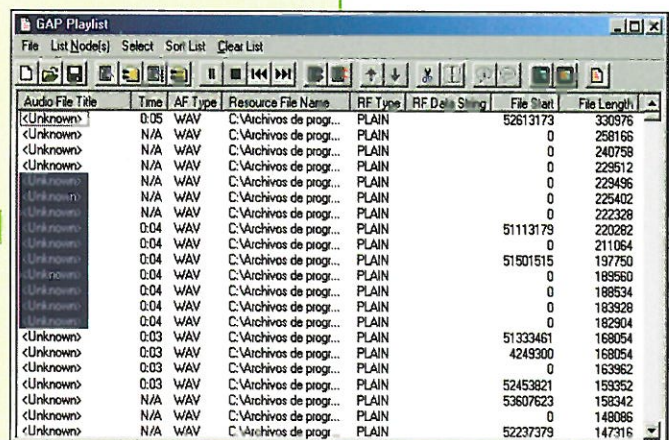 GAP Playlist
File List Node(s) Select Sort List Clear List
Audio File Title Time AF Type Resource File Name RF Type RF Data String File Start File Length
<Unknown> 0:05 WAV C:\Archivos de progr... PLAIN 52613173 330976
<Unknown> N/A WAV C:\Archivos de progr... PLAIN 0 258166
<Unknown> N/A WAV C:\Archivos de progr... PLAIN 0 240758
<Unknown> N/A WAV C:\Archivos de progr... PLAIN 0 229512
<Unknown> N/A WAV C:\Archivos de progr... PLAIN 0 229496
<Unknown> N/A WAV C:\Archivos de progr... PLAIN 0 225402
<Unknown> N/A WAV C:\Archivos de progr... PLAIN 0 222328
<Unknown> 0:04 WAV C:\Archivos de progr... PLAIN 51113179 220282
<Unknown> 0:04 WAV C:\Archivos de progr... PLAIN 0 211064
<Unknown> 0:04 WAV C:\Archivos de progr... PLAIN 51501515 197750
<Unknown> 0:04 WAV C:\Archivos de progr... PLAIN 0 189560
<Unknown> 0:04 WAV C:\Archivos de progr... PLAIN 0 188534
<Unknown> 0:04 WAV C:\Archivos de progr... PLAIN 0 183928
<Unknown> 0:04 WAV C:\Archivos de progr... PLAIN 0 182904
<Unknown> 0:03 WAV C:\Archivos de progr... PLAIN 51333461 168054
<Unknown> 0:03 WAV C:\Archivos de progr... PLAIN 4249300 168054
<Unknown> 0:03 WAV C:\Archivos de progr... PLAIN 0 163962
<Unknown> 0:03 WAV C:\Archivos de progr... PLAIN 52453821 159352
<Unknown> N/A WAV C:\Archivos de progr... PLAIN 53607623 158342
<Unknown> N/A WAV C:\Archivos de progr... PLAIN 0 148086
<Unknown> N/A WAV C:\Archivos de progr... PLAIN 52237379 147316